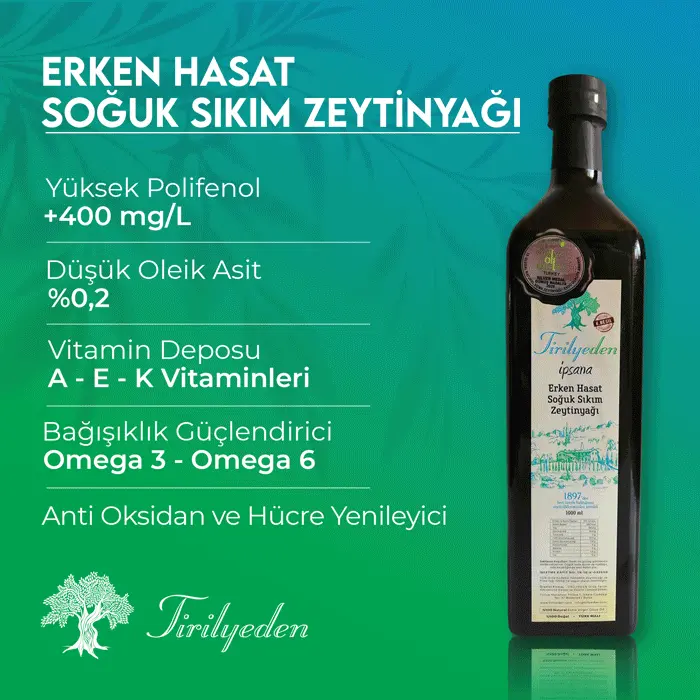 ERKEN HASAT
SOĞUK SIKIM ZEYTİNYAĞI
Yüksek Polifenol
+400 mg/L
Düşük Oleik Asit
%0,2
Vitamin Deposu
A - E - K Vitaminleri
Bağışıklık Güçlendirici
Omega 3 - Omega 6
Anti Oksidan ve Hücre Yenileyici
Tirilyeden
TURKEY
Tirilyeden
ipsana
Erken Hasat
Soğuk Sıkım
Zeytinyağı
1897
1000 ml